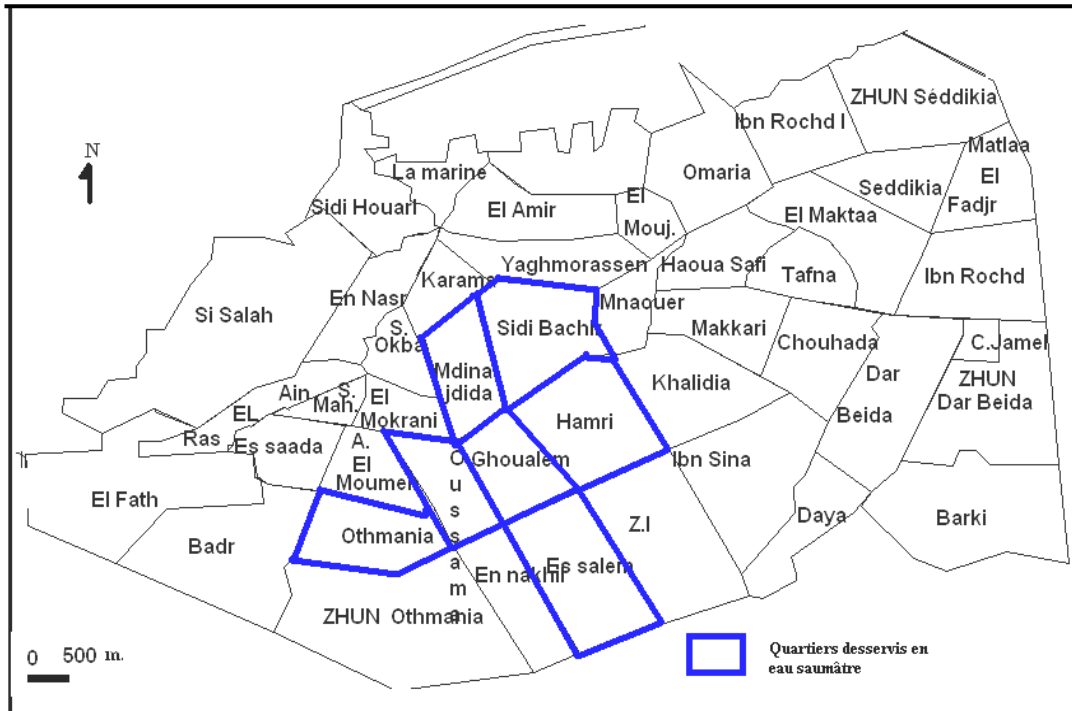 N
ZHUN Séddikia
Ibn Rochd I
Matlaa
La marine
Omaria
Seddikia
El
Fadjr
Sidi Houari
El Amir
El
Mouj.
El Maktaa
Karama
Yaghmorassen
Haoua Safi
Tafna
Ibn Rochd
En Nasr
Mnaouer
Si Salah
S.
Okba
Sidi Bachir
Makkari
Chouhada
C.Jamel
Mdina
jdida
Khalidia
Dar
Beida
ZHUN
Dar Beida
Ain
S.
Mah.
El
Mokrani
Hamri
EL
Ras
Es saada
A.
El
Moumen
Oussama
Ghoualem
Ibn Sina
El Fath
Othmania
Z.I
Daya
Barki
Badr
En nakhil
Es salem
ZHUN Othmania
0 500 m.
Quartiers desservis en
eau saumâtre